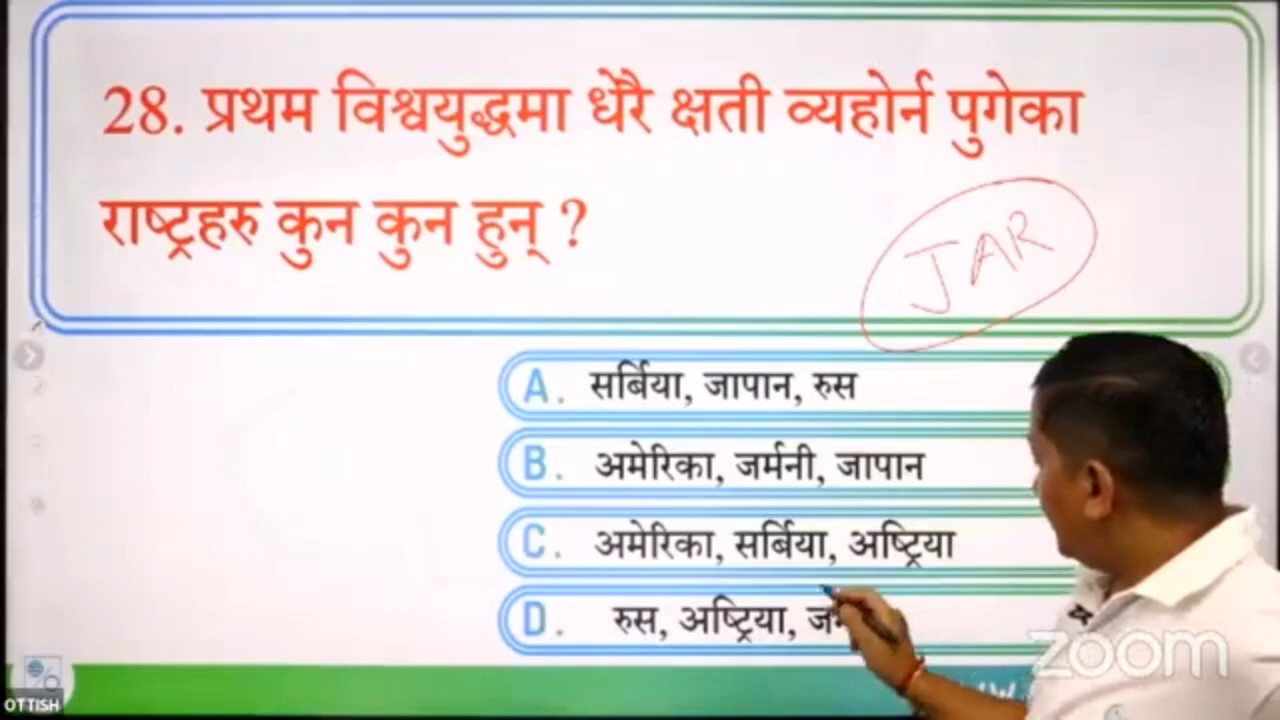 28. प्रथम विश्वयुद्धमा धेरै क्षती व्यहोर्न पुगेका
राष्ट्रहरु कुन कुन हुन् ?
JAR
A. सर्बिया, जापान, रुस
B. अमेरिका, जर्मनी, जापान
C. अमेरिका, सर्बिया, अष्ट्रिया
D. रुस, अष्ट्रिया,
zoom
OTTISH